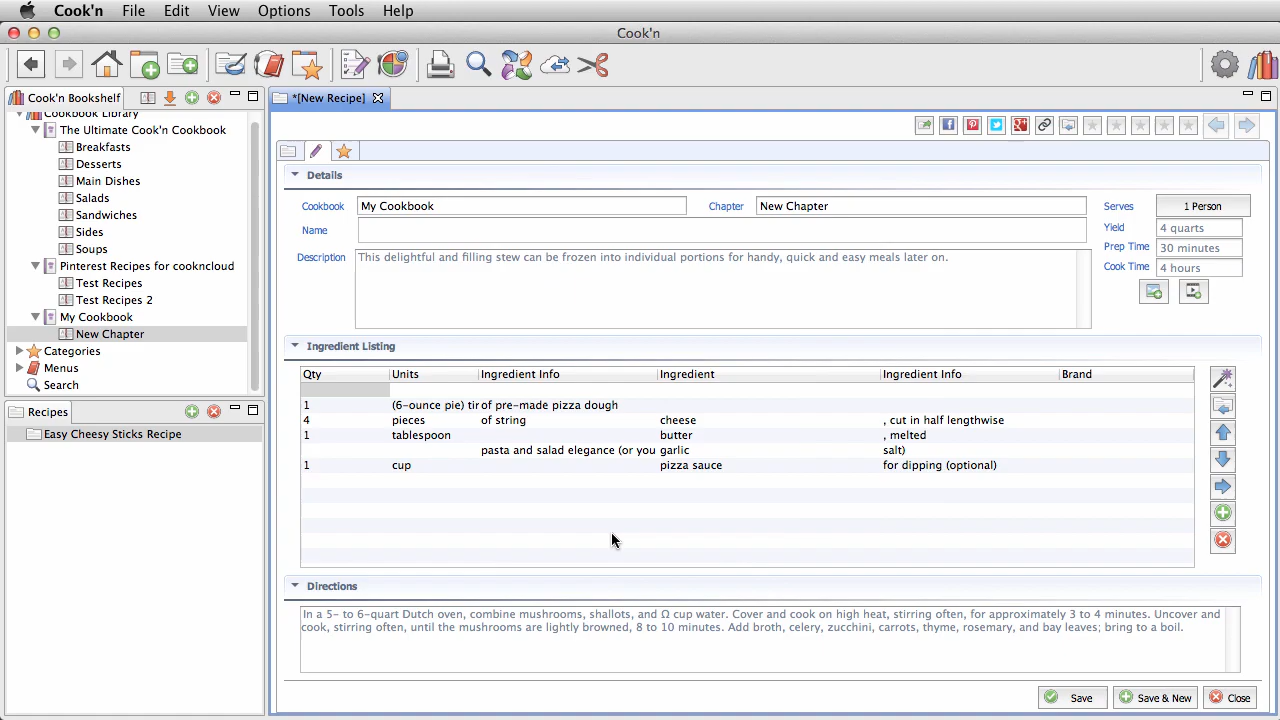 Cook'n File Edit View Options Tools Help
Cook'n
Cook'n Bookshelf
*[New Recipe]
Cookbook Library
The Ultimate Cook'n Cookbook
Breakfasts
Desserts
Main Dishes
Salads
Sandwiches
Sides
Soups
Pinterest Recipes for cookncloud
Test Recipes
Test Recipes 2
My Cookbook
New Chapter
Categories
Menus
Search
Recipes
Easy Cheesy Sticks Recipe
Details
Cookbook My Cookbook Chapter New Chapter Serves 1 Person
Name Yield 4 quarts
Prep Time 30 minutes
Description This delightful and filling stew can be frozen into individual portions for handy, quick and easy meals later on. Cook Time 4 hours
Ingredient Listing
Qty Units Ingredient Info Ingredient Ingredient Info Brand
1 (6-ounce pie) tin of pre-made pizza dough
4 pieces of string cheese , cut in half lengthwise
1 tablespoon butter , melted
pasta and salad elegance (or you garlic salt)
1 cup pizza sauce for dipping (optional)
Directions
In a 5- to 6-quart Dutch oven, combine mushrooms, shallots, and Ω cup water. Cover and cook on high heat, stirring often, for approximately 3 to 4 minutes. Uncover and
cook, stirring often, until the mushrooms are lightly browned, 8 to 10 minutes. Add broth, celery, zucchini, carrots, thyme, rosemary, and bay leaves; bring to a boil.
Save Save & New Close